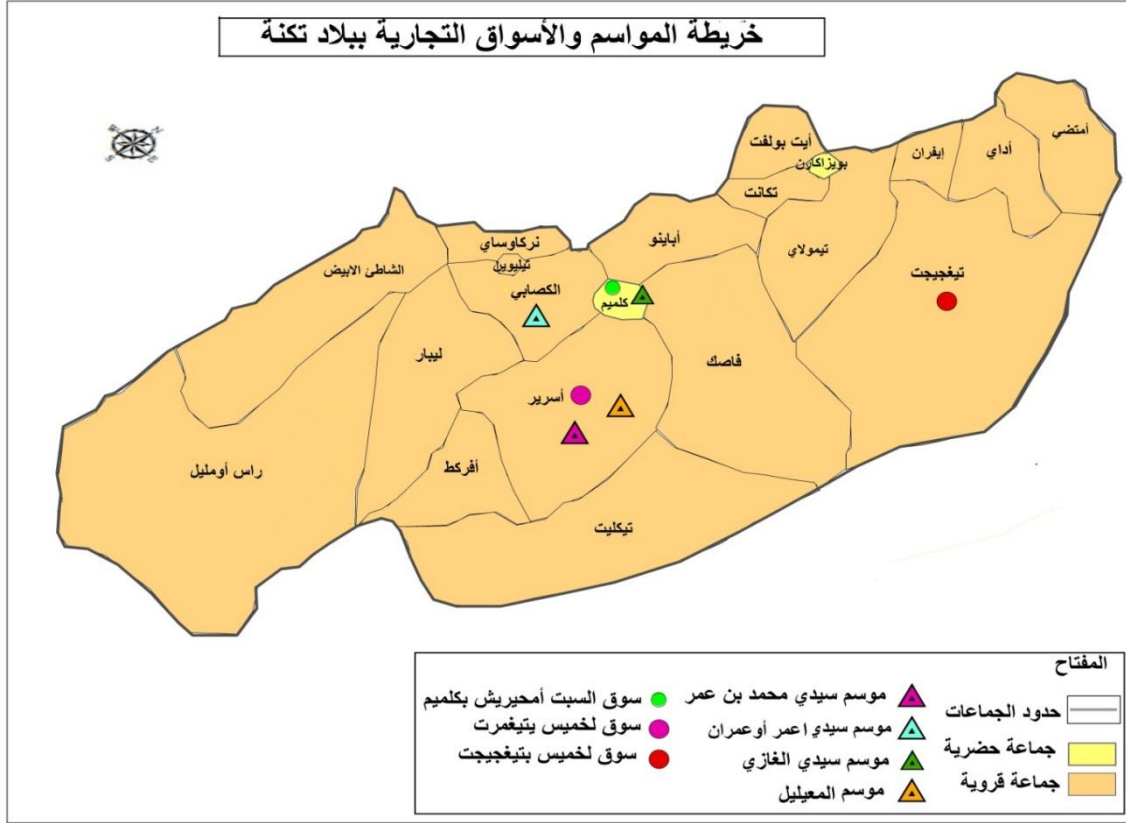 خريطة المواسم والأسواق التجارية ببلاد تكنة
أمتضي
أيت بولفت
إيفران
أداي
بويزاكارن
تكانت
أباينو
تيمولاي
نركاوساي
تيليويل
الشاطئ الابيض
تيغجيجت
الكصابي
كلميم
ليبار
فاصك
أسرير
راس أومليل
أفركط
تيكليت
المفتاح
حدود الجماعات
جماعة حضرية
جماعة قروية
موسم سيدي محمد بن عمر
موسم سيدي اعمر أوعمران
موسم سيدي الغازي
موسم المعيليل
سوق السبت أمحيريش بكلميم
سوق لخميس يتيغمرت
سوق لخميس بتيغجيجت